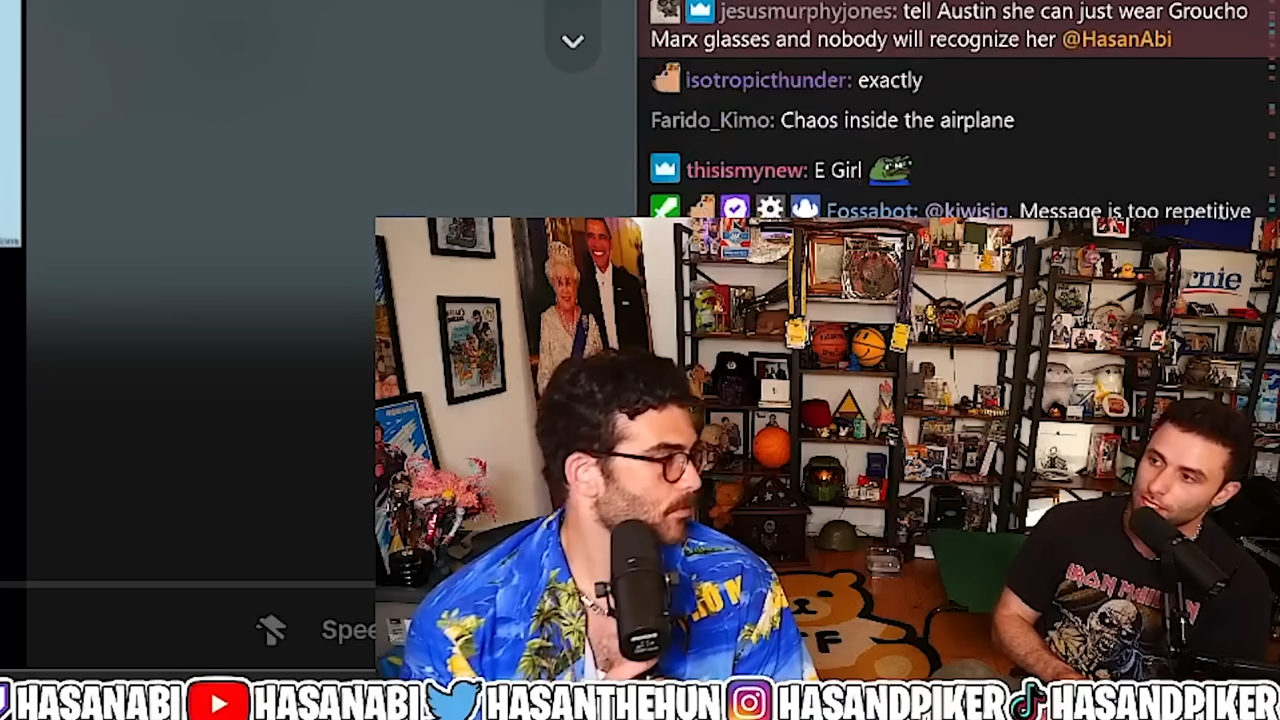 jesusmurphyjones: tell Austin she can just wear Groucho
Marx glasses and nobody will recognize her @HasanAbi
isotropicthunder: exactly
Farido_Kimo: Chaos inside the airplane
thisismynew: E Girl
Fossabot: @kiwisig, Message is too repetitive
rnie
IRON MAIDEN
Spee
HASANABI HASANABI HASANTHEHUN HASANDPIKER HASANDPIKER